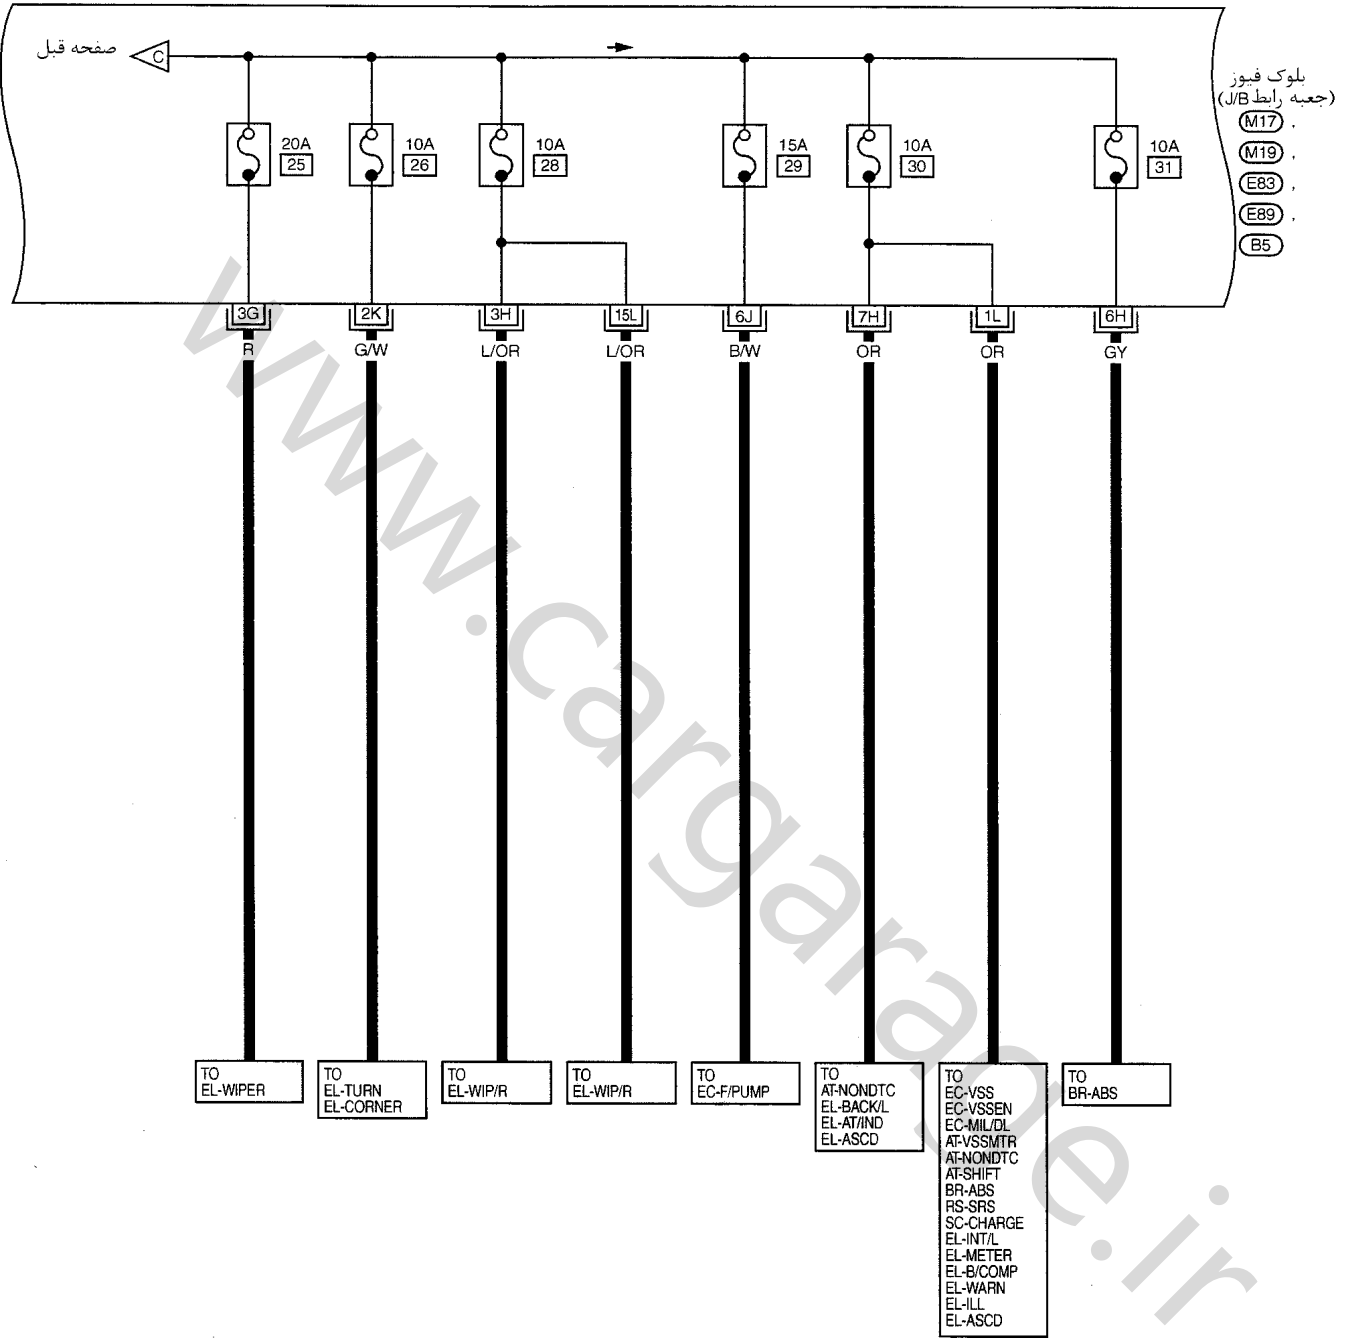 صفحه قبل
C
بلوک فیوز
(جعبه رابط J/B)
M17 ,
M19 ,
E83 ,
E89 ,
B5
20A
25
10A
26
10A
28
15A
29
10A
30
10A
31
3G
2K
3H
15L
6J
7H
1L
6H
R
G/W
L/OR
L/OR
B/W
OR
OR
GY
TO
EL-WIPER
TO
EL-TURN
EL-CORNER
TO
EL-WIP/R
TO
EL-WIP/R
TO
EC-F/PUMP
TO
AT-NONDTC
EL-BACK/L
EL-AT/IND
EL-ASCD
TO
EC-VSS
EC-VSSEN
EC-MIL/DL
AT-VSSMTR
AT-NONDTC
AT-SHIFT
BR-ABS
RS-SRS
SC-CHARGE
EL-INT/L
EL-METER
EL-B/COMP
EL-WARN
EL-ILL
EL-ASCD
TO
BR-ABS
www.cargarage.ir